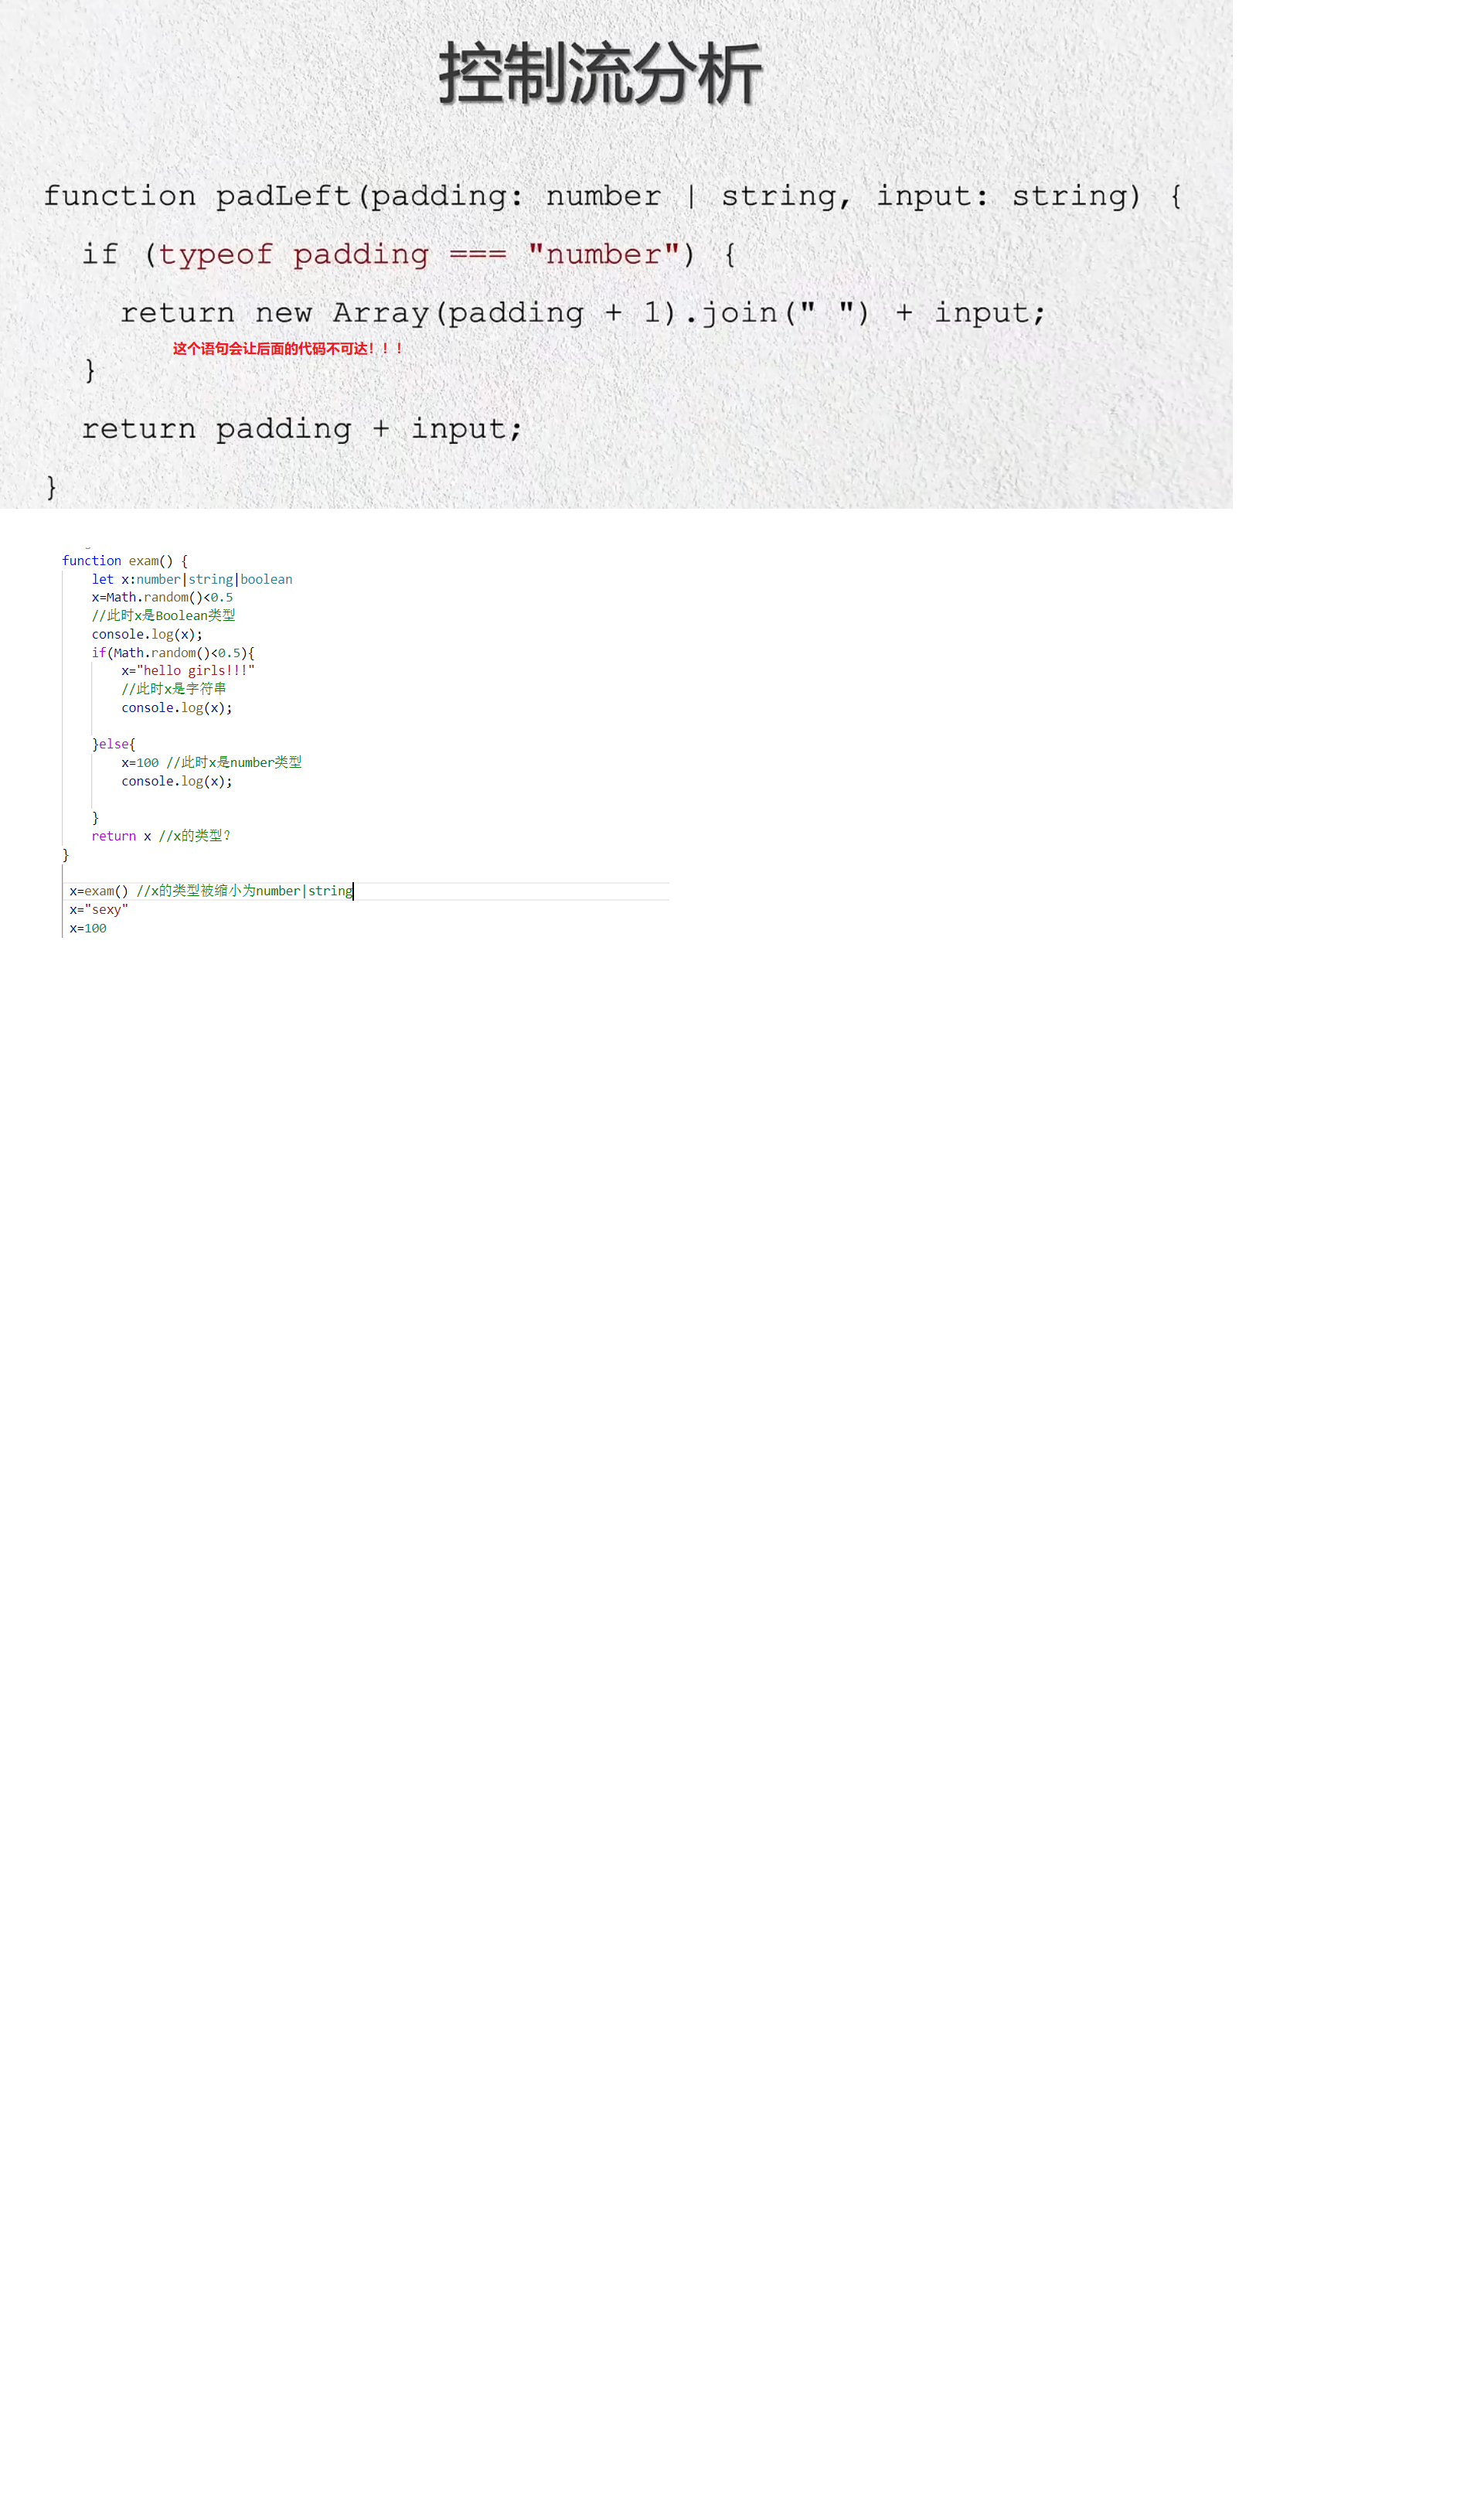 控制流分析
function padLeft(padding: number | string, input: string) {
if (typeof padding === "number") {
return new Array(padding + 1).join(" ") + input;
这个语句会让后面的代码不可达！！！
}
return padding + input;
}
function exam() {
let x:number|string|boolean
x=Math.random()<0.5
//此时x是Boolean类型
console.log(x);
if(Math.random()<0.5){
x="hello girls!!!"
//此时x是字符串
console.log(x);
}else{
x=100 //此时x是number类型
console.log(x);
}
return x //x的类型?
}
x=exam() //x的类型被缩小为number|string
x="sexy"
x=100